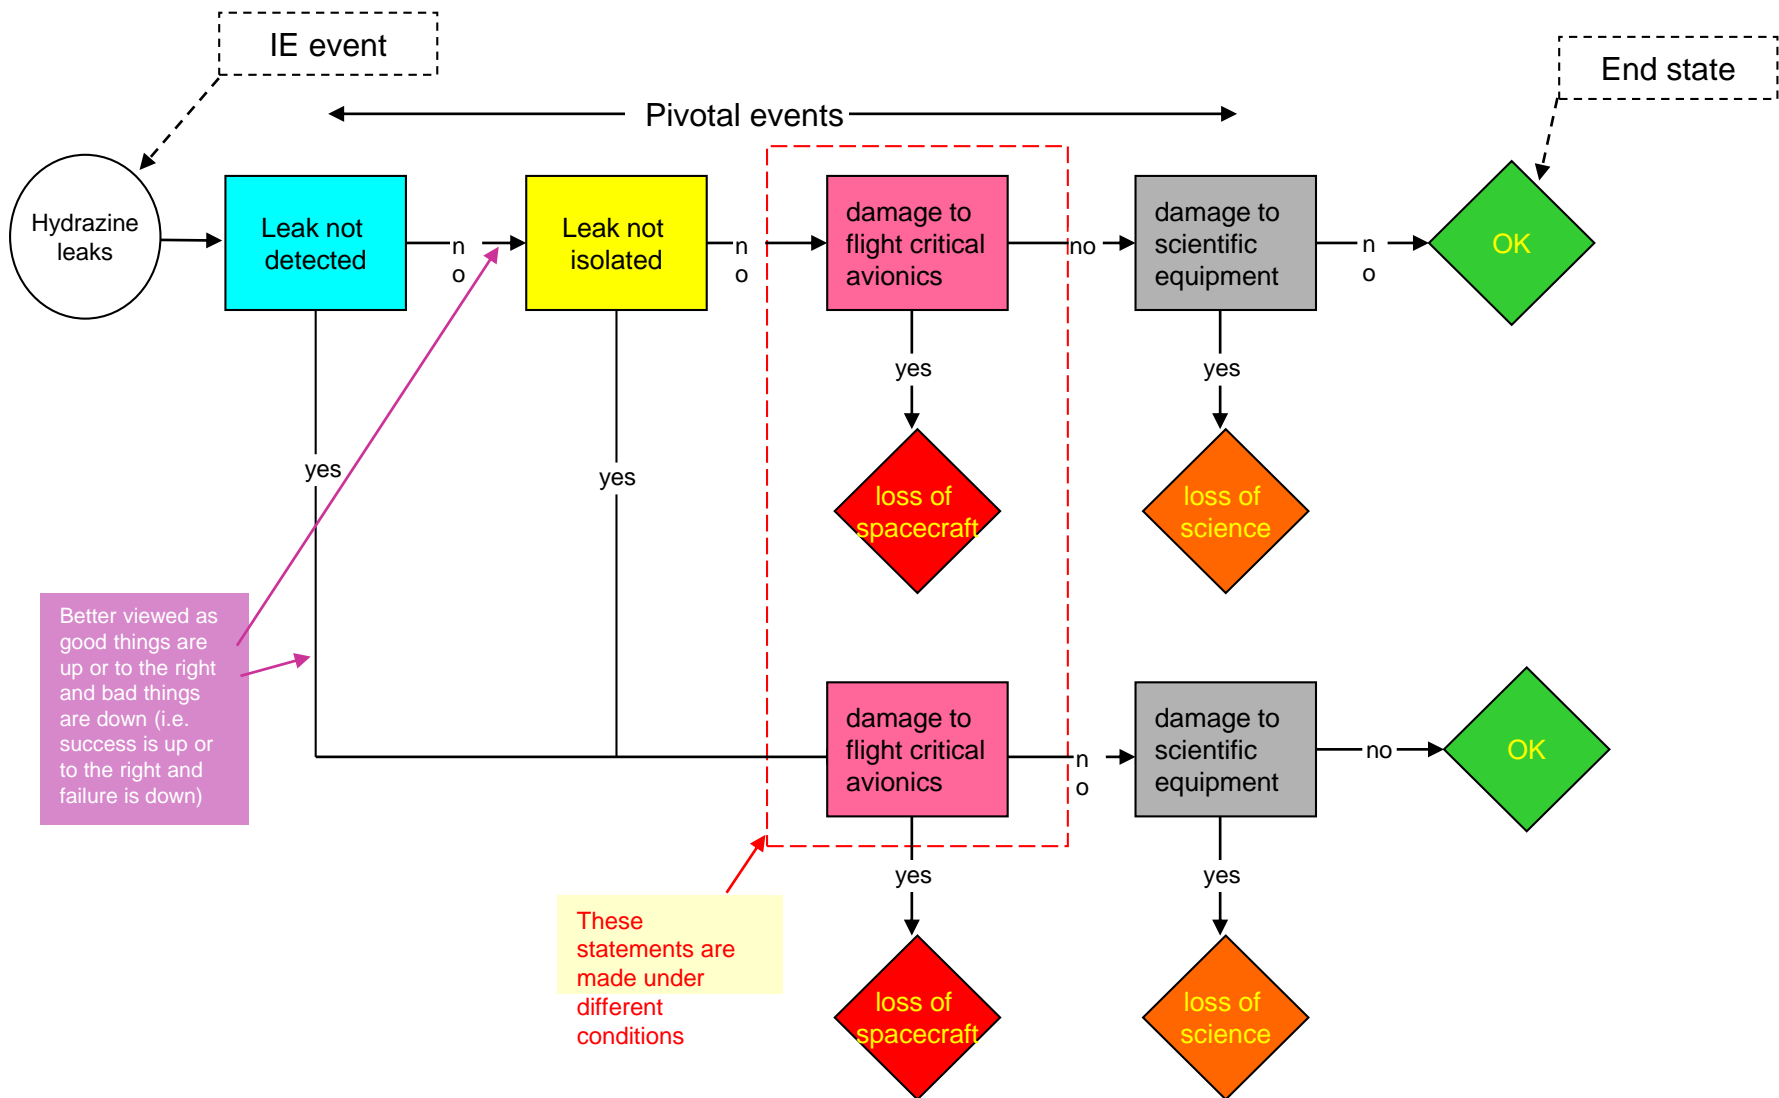 IE event
End state
Pivotal events
Hydrazine
leaks
Leak not
detected
n
o
Leak not
isolated
n
o
damage to
flight critical
avionics
no
damage to
scientific
equipment
n
o
OK
yes
yes
yes
yes
loss of
spacecraft
loss of
science
Better viewed as
good things are
up or to the right
and bad things
are down (i.e.
success is up or
to the right and
failure is down)
damage to
flight critical
avionics
n
o
damage to
scientific
equipment
no
OK
yes
yes
These
statements are
made under
different
conditions
loss of
spacecraft
loss of
science